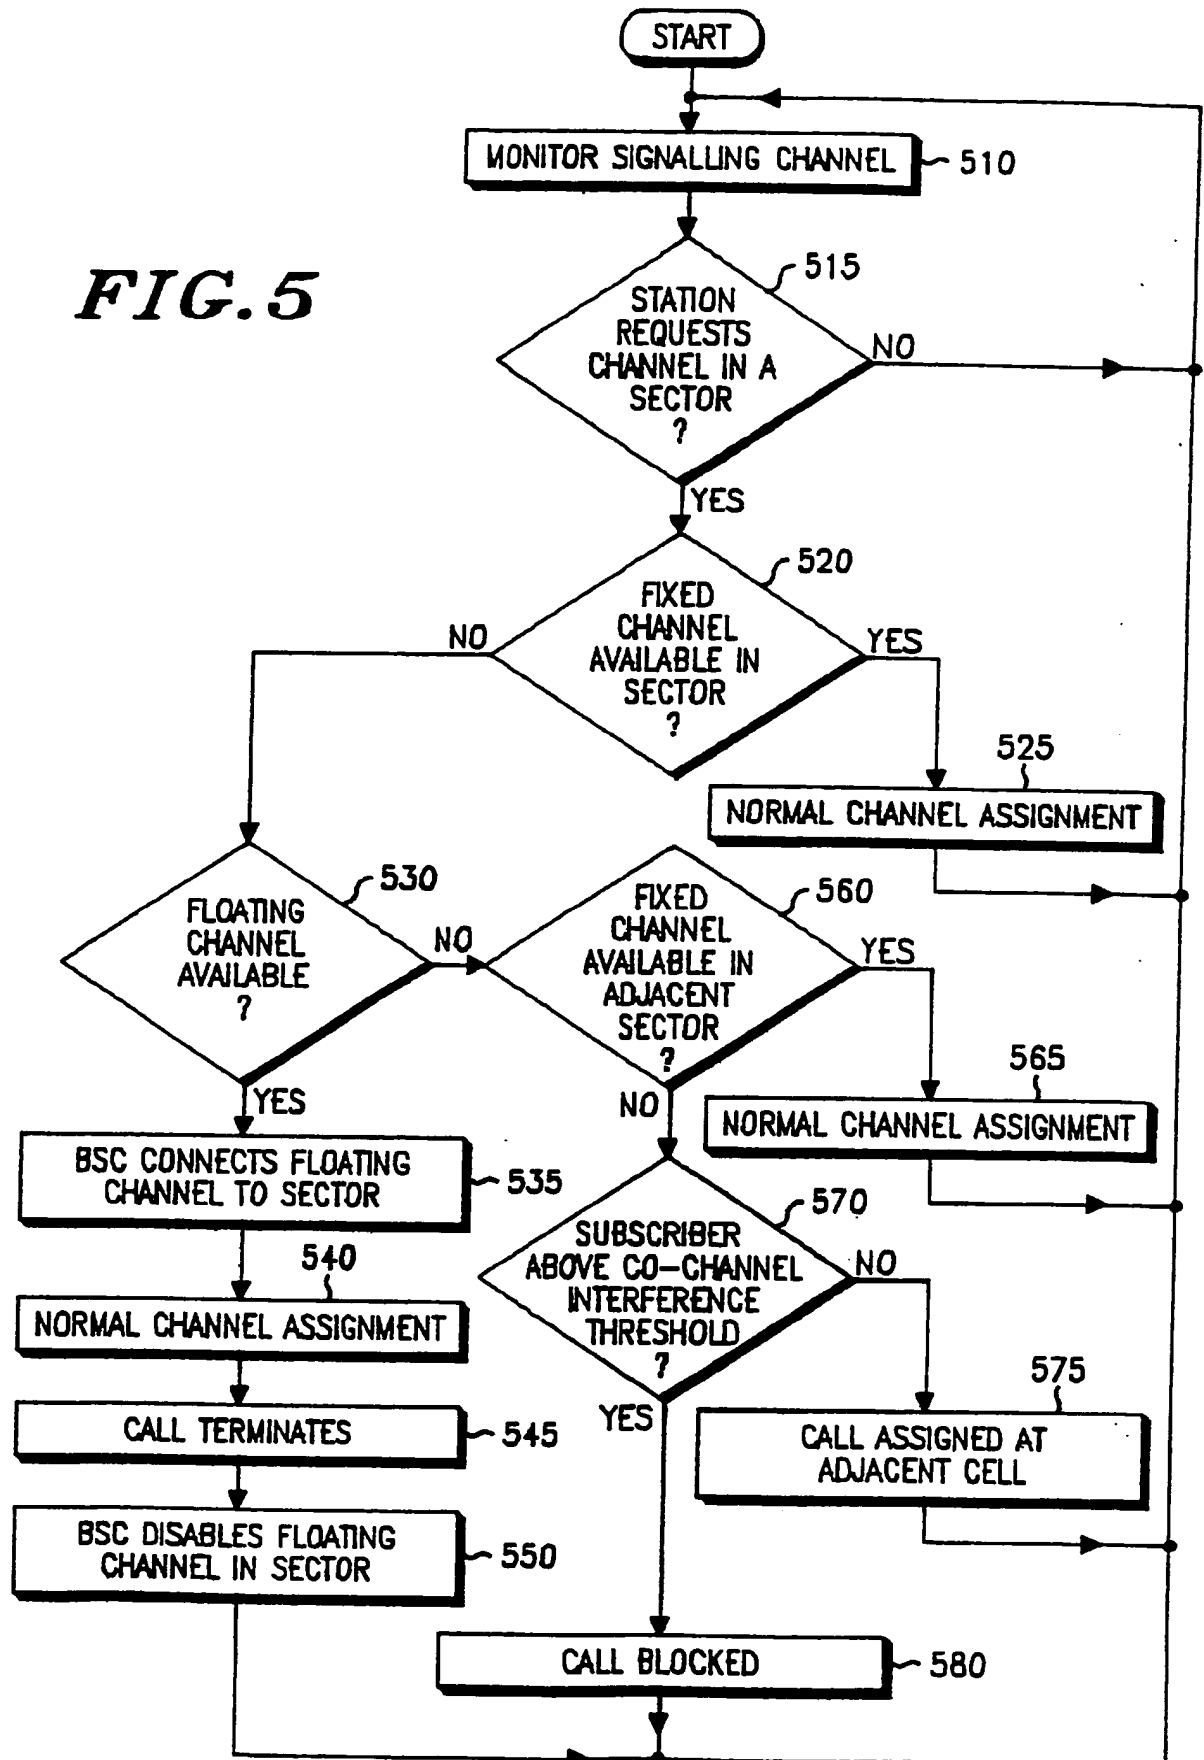 START
MONITOR SIGNALLING CHANNEL
510
FIG.5
515
STATION
REQUESTS
CHANNEL IN A
SECTOR
?
NO
YES
520
FIXED
CHANNEL
AVAILABLE IN
SECTOR
?
NO
YES
525
NORMAL CHANNEL ASSIGNMENT
530
FLOATING
CHANNEL
AVAILABLE
?
NO
YES
560
FIXED
CHANNEL
AVAILABLE IN
ADJACENT
SECTOR
?
YES
NO
565
NORMAL CHANNEL ASSIGNMENT
BSC CONNECTS FLOATING
CHANNEL TO SECTOR
535
570
SUBSCRIBER
ABOVE CO-CHANNEL
INTERFERENCE
THRESHOLD
?
NO
YES
540
NORMAL CHANNEL ASSIGNMENT
575
CALL ASSIGNED AT
ADJACENT CELL
CALL TERMINATES
545
BSC DISABLES FLOATING
CHANNEL IN SECTOR
550
CALL BLOCKED
580